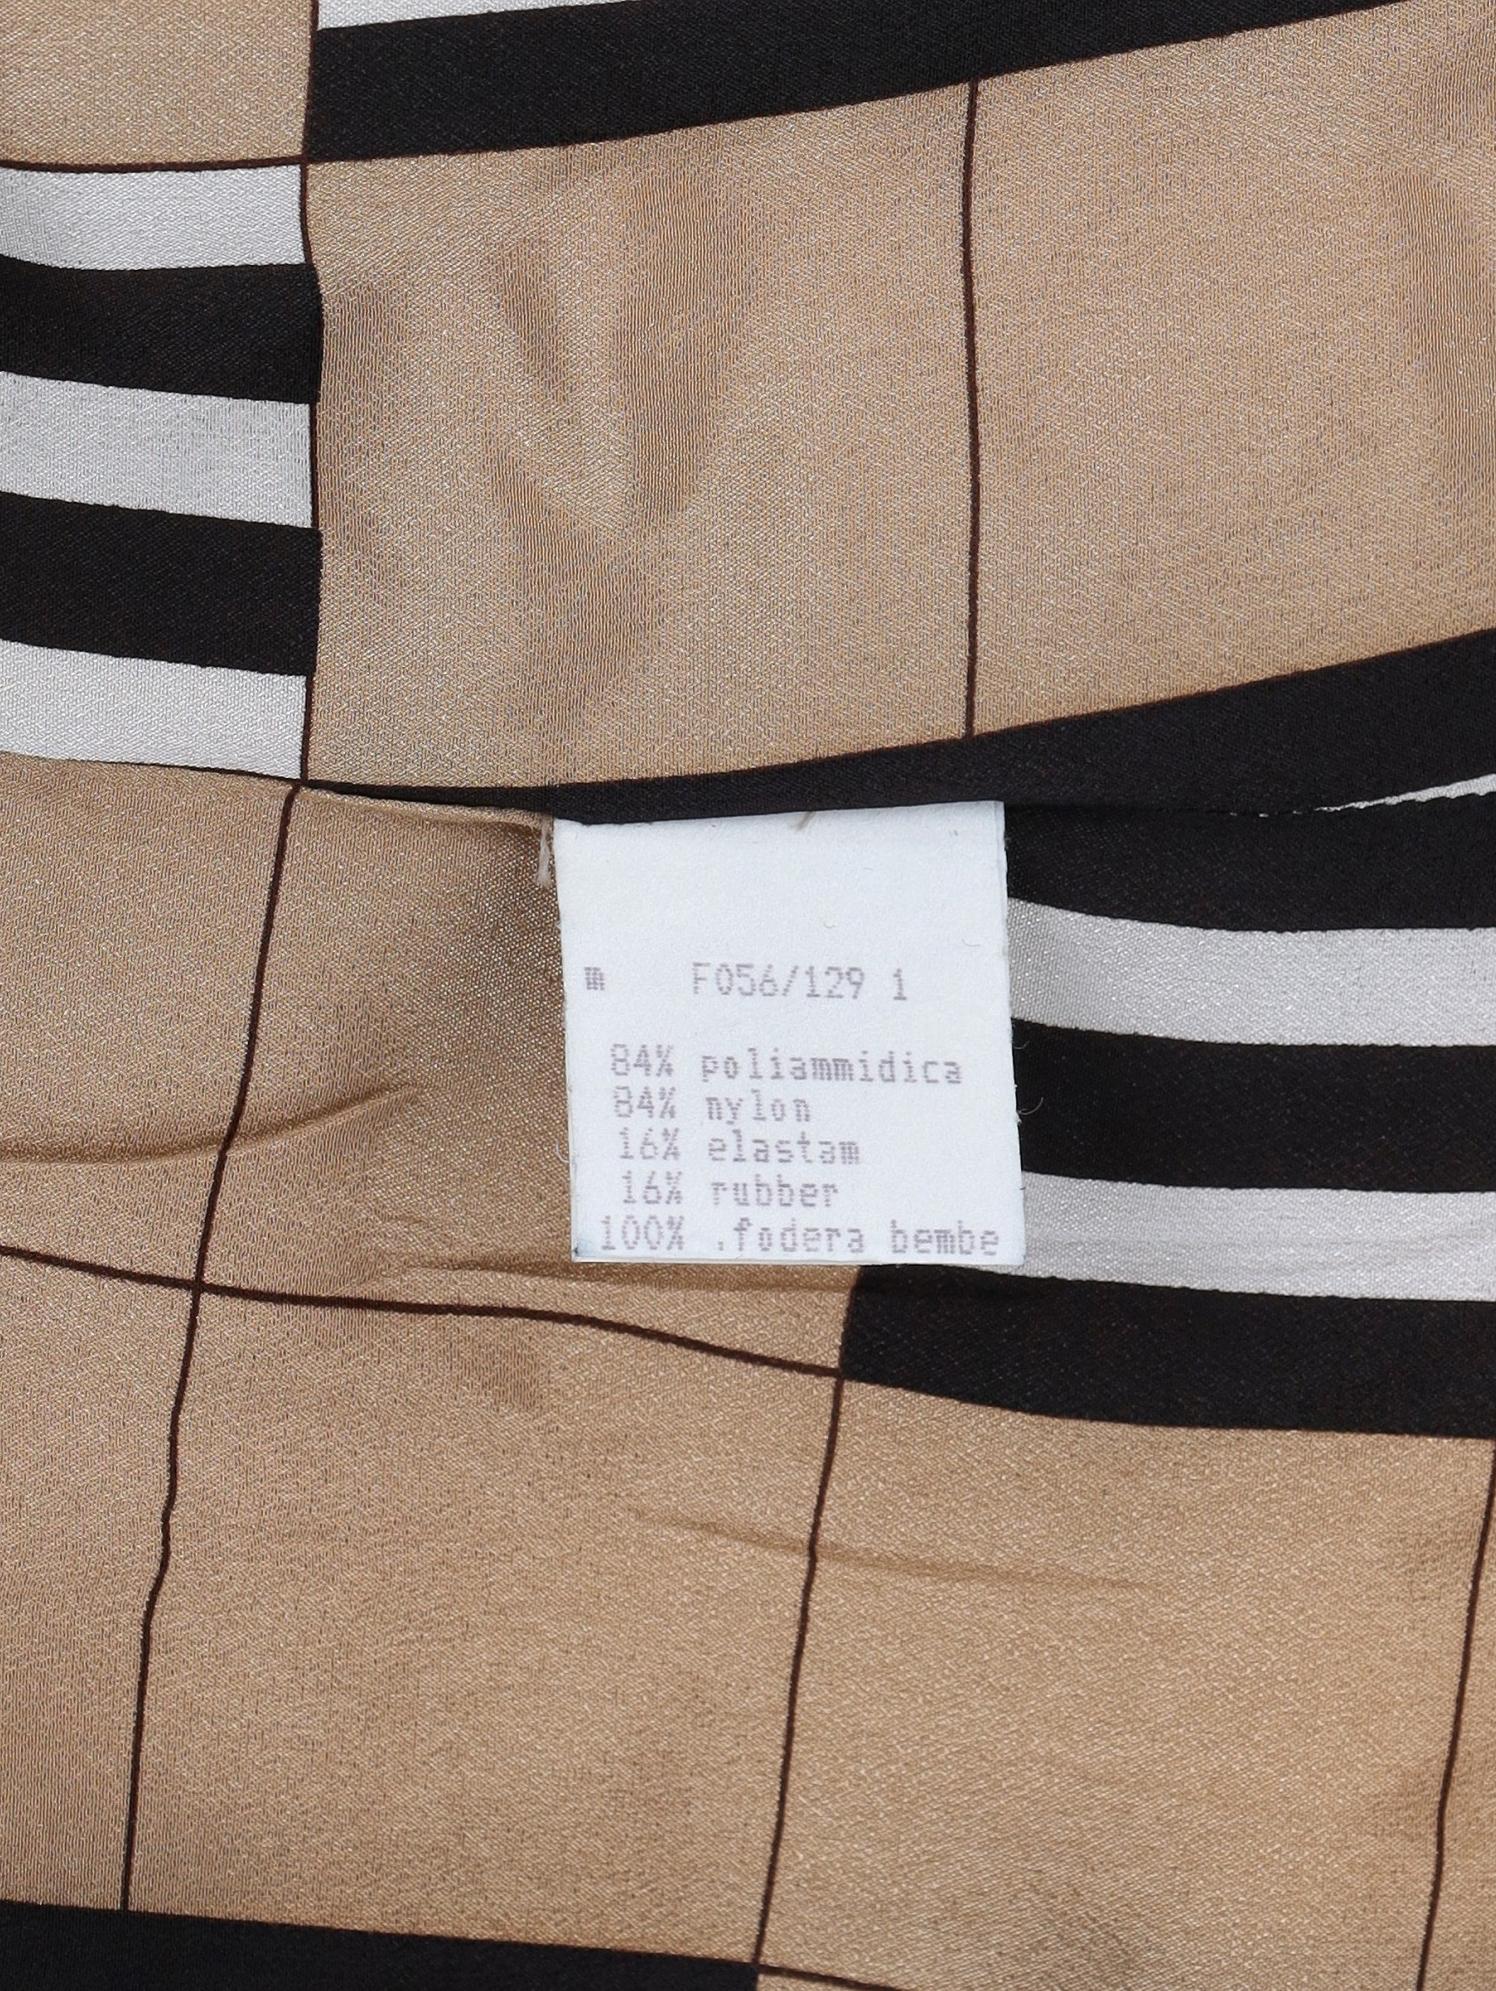 m F056/129 1
84% poliammidica
84% nylon
16% elastam
16% rubber
100% .fodera bembe